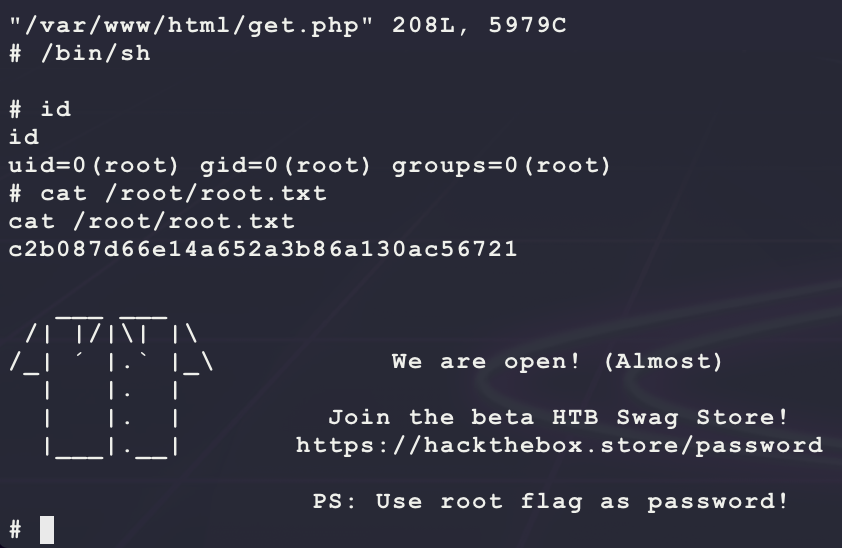 "/var/www/html/get.php" 208L, 5979C
# /bin/sh
# id
id
uid=0(root) gid=0(root) groups=0(root)
# cat /root/root.txt
cat /root/root.txt
c2b087d66e14a652a3b86a130ac56721
We are open! (Almost)
Join the beta HTB Swag Store!
https://hackthebox.store/password
PS: Use root flag as password!
#